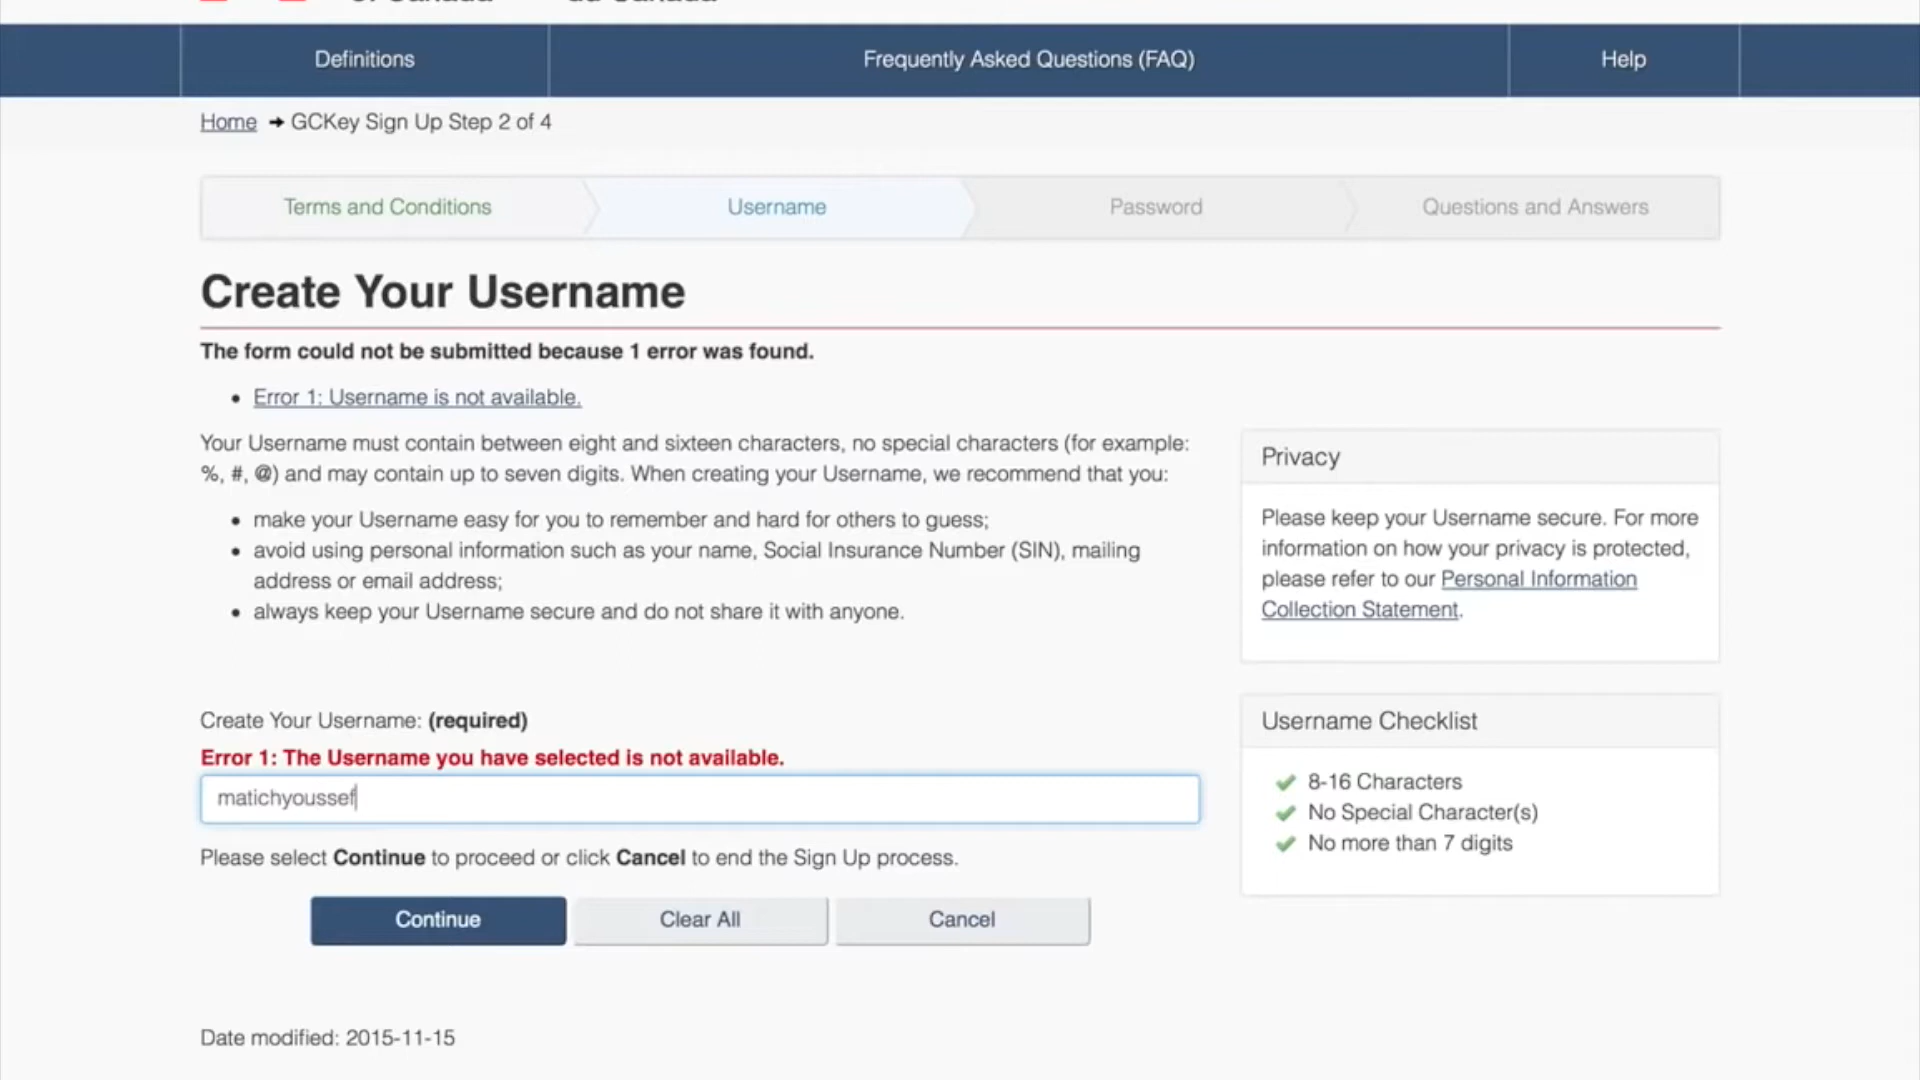 of Canada du Canada
Definitions Frequently Asked Questions (FAQ) Help
Home → GCKey Sign Up Step 2 of 4
Terms and Conditions Username Password Questions and Answers
Create Your Username
The form could not be submitted because 1 error was found.
• Error 1: Username is not available.
Your Username must contain between eight and sixteen characters, no special characters (for example:
%, #, @) and may contain up to seven digits. When creating your Username, we recommend that you:
• make your Username easy for you to remember and hard for others to guess;
• avoid using personal information such as your name, Social Insurance Number (SIN), mailing
address or email address;
• always keep your Username secure and do not share it with anyone.
Privacy
Please keep your Username secure. For more
information on how your privacy is protected,
please refer to our Personal Information
Collection Statement.
Create Your Username: (required)
Error 1: The Username you have selected is not available.
matichyoussef
Please select Continue to proceed or click Cancel to end the Sign Up process.
Continue Clear All Cancel
Username Checklist
8-16 Characters
No Special Character(s)
No more than 7 digits
Date modified: 2015-11-15